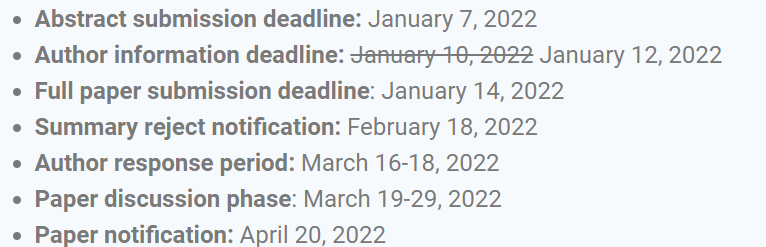 Abstract submission deadline: January 7, 2022
Author information deadline: January 10, 2022 January 12, 2022
Full paper submission deadline: January 14, 2022
Summary reject notification: February 18, 2022
Author response period: March 16-18, 2022
Paper discussion phase: March 19-29, 2022
Paper notification: April 20, 2022